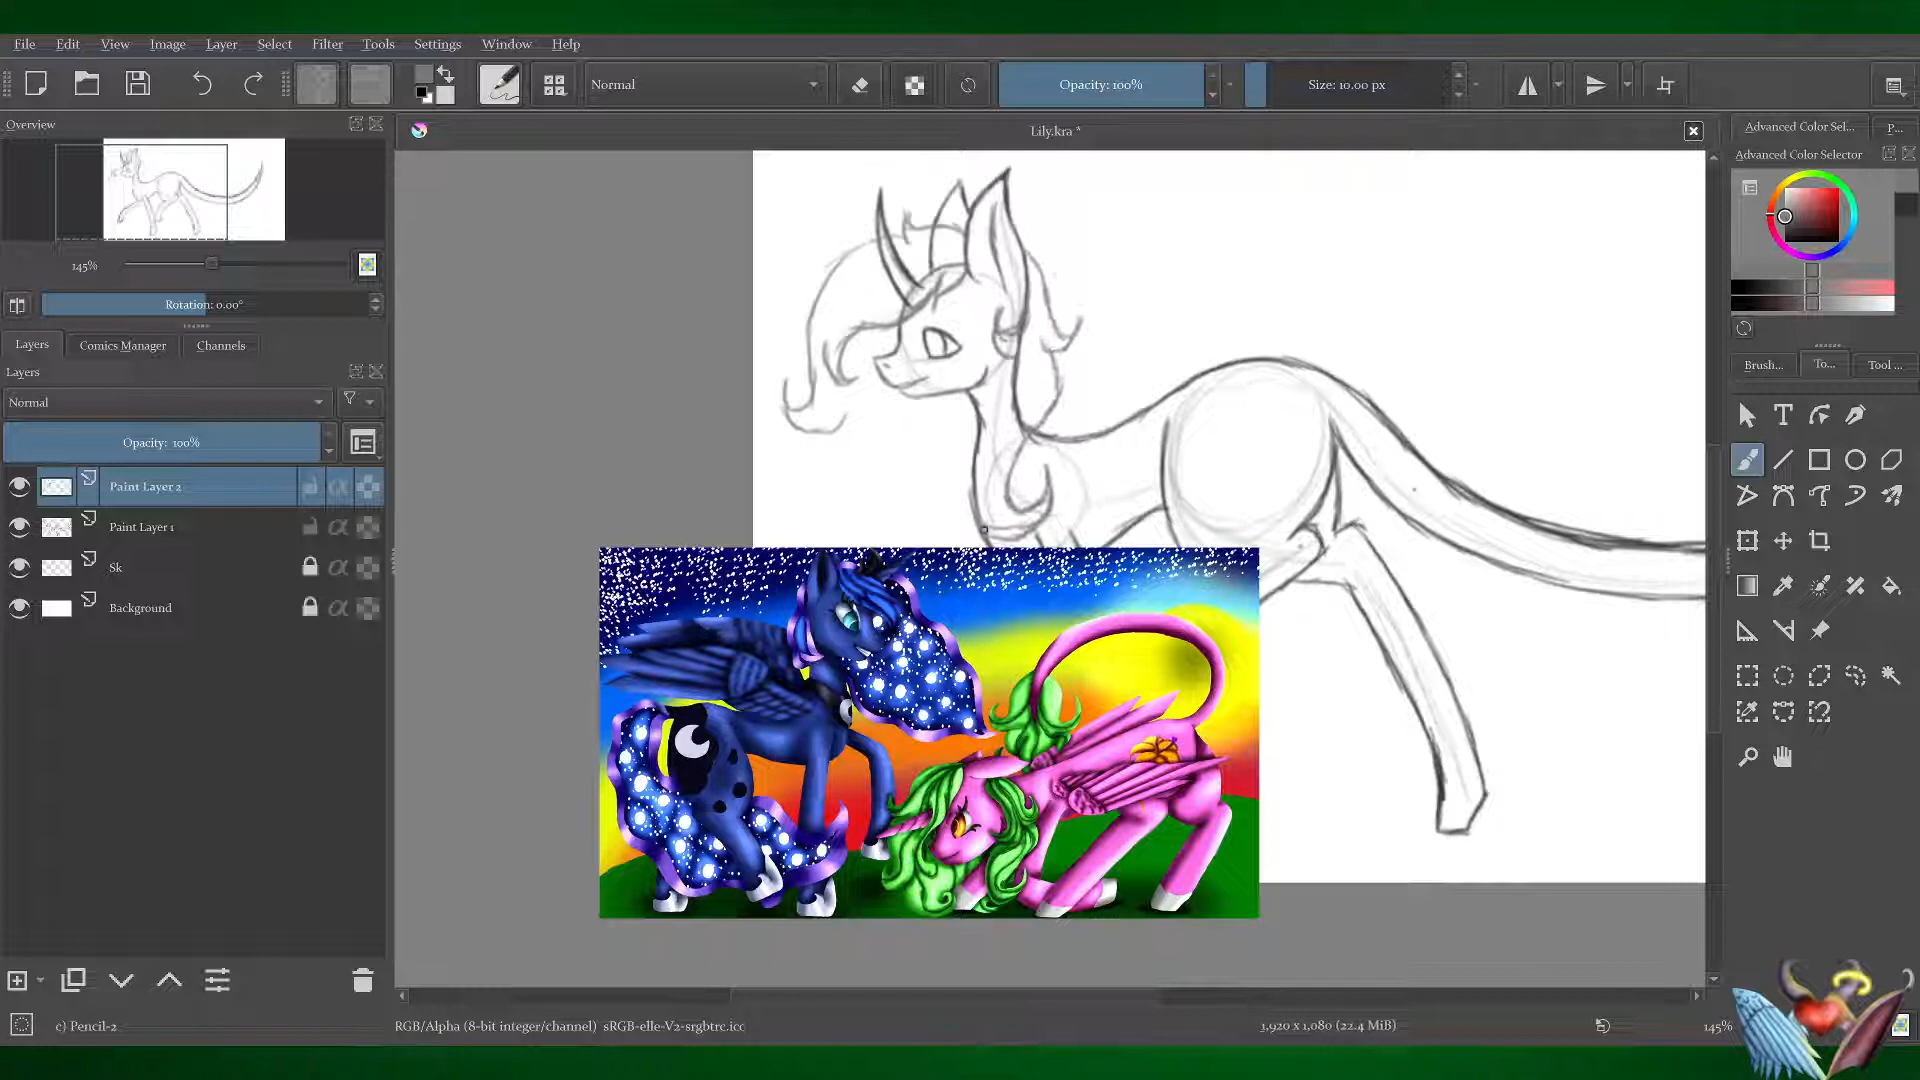 File Edit View Image Layer Select Filter Tools Settings Window Help
Normal
Opacity: 100%
Size: 10.00 px
Overview
Lily.kra *
Advanced Color Sel... P...
Advanced Color Selector
145%
Rotation: 0.00°
Layers Comics Manager Channels
Brush... To... Tool ...
Layers
Normal
Opacity: 100%
Paint Layer 2
Paint Layer 1
Sk
Background
c) Pencil-2
RGB/Alpha (8-bit integer/channel) sRGB-elle-V2-srgbtrc.icc
1,920 x 1,080 (22.4 MiB)
145%